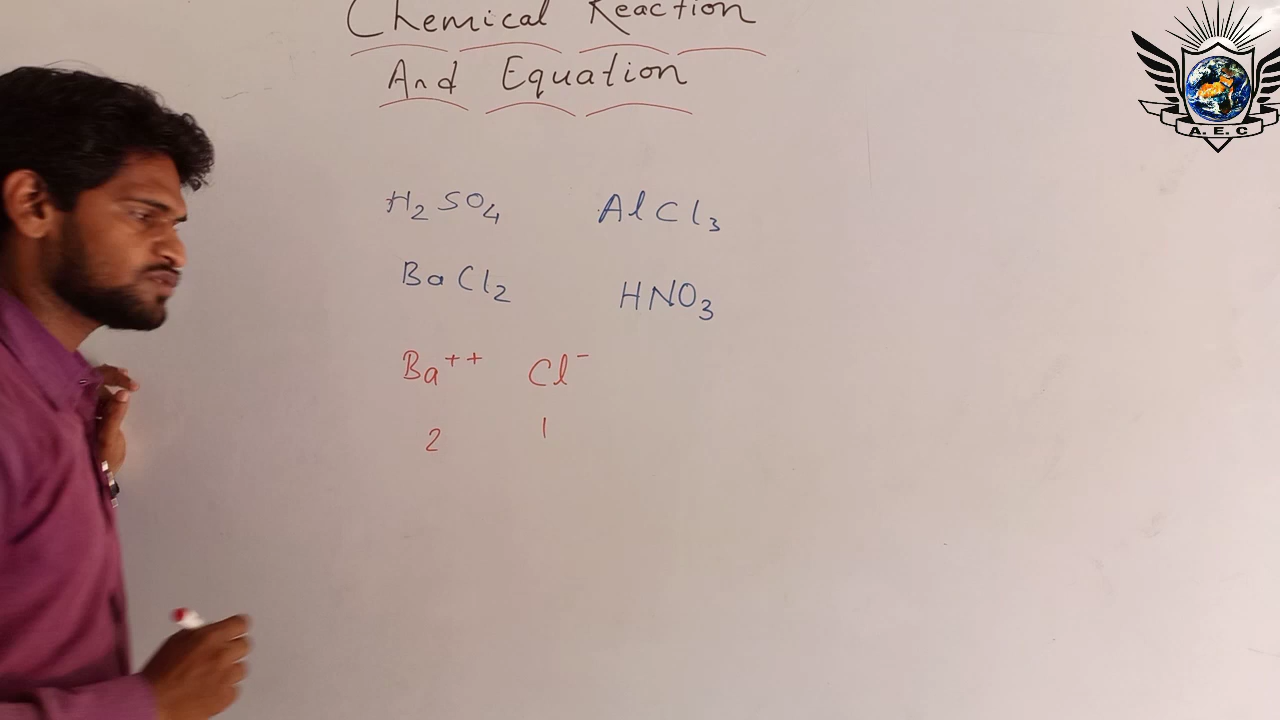 Chemical Reaction
And Equation
H₂SO₄ AlCl₃
BaCl₂ HNO₃
Ba⁺⁺ Cl⁻
2 1
A. E. C